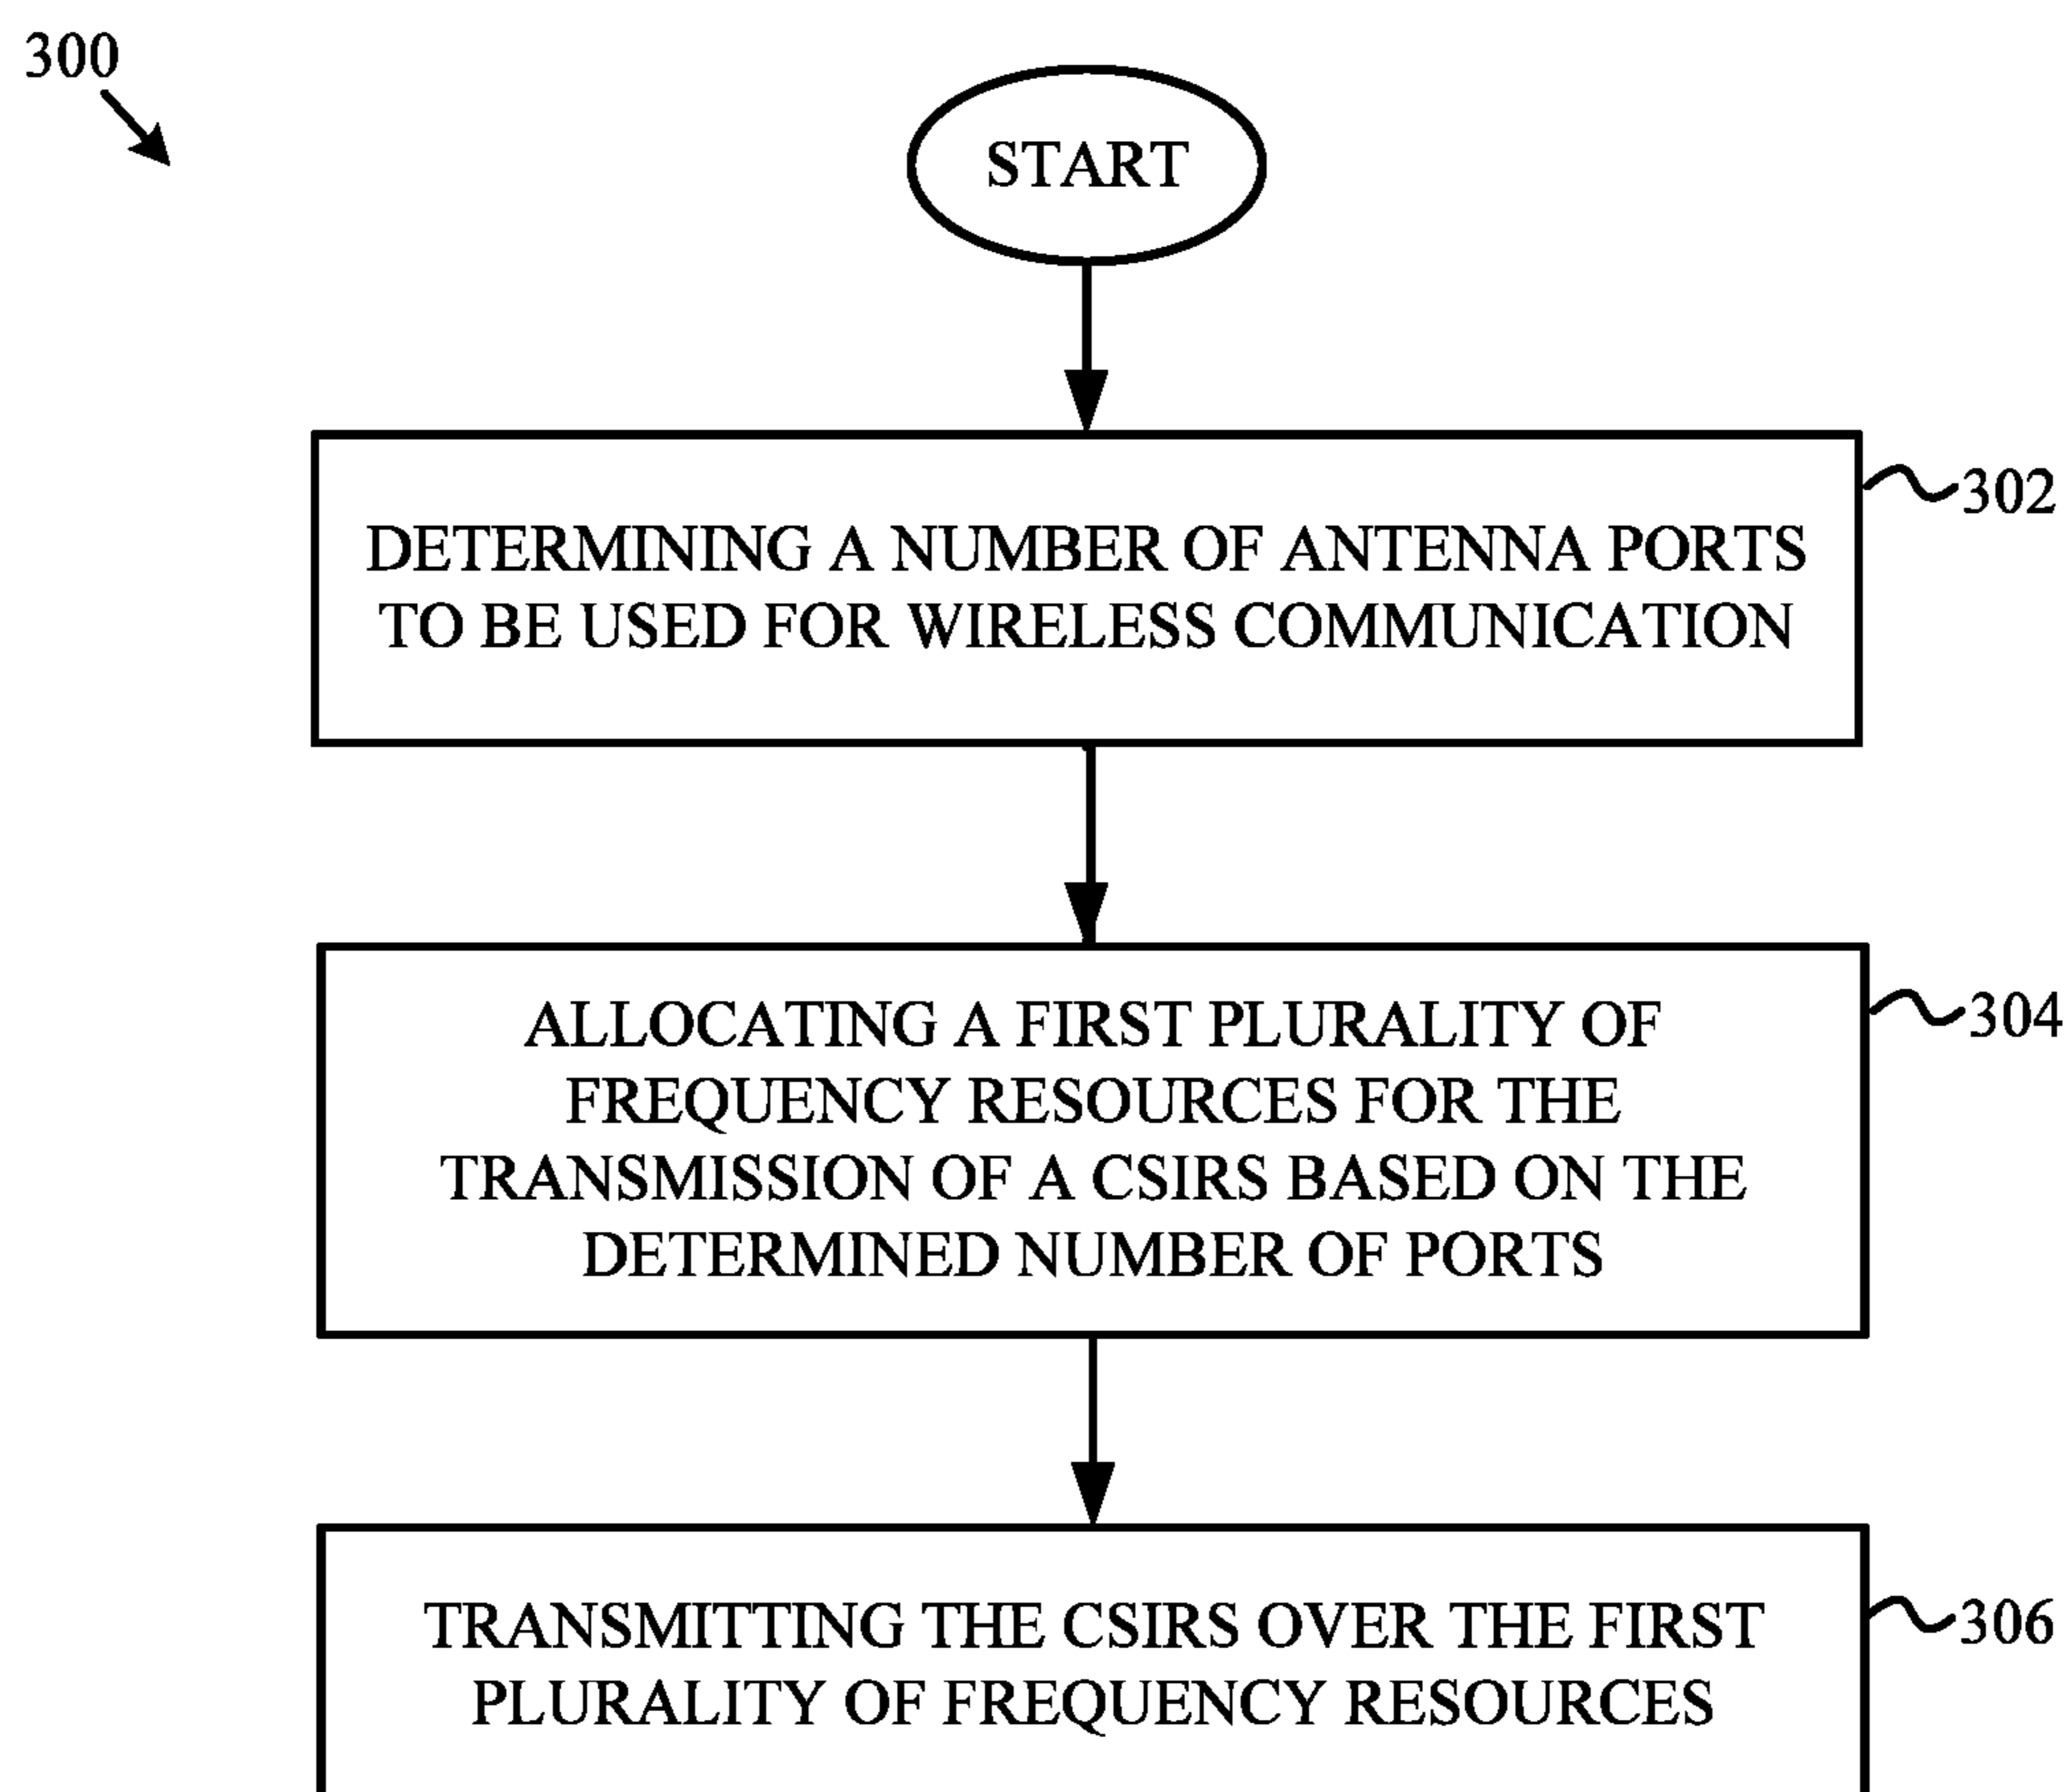 300
START
DETERMINING A NUMBER OF ANTENNA PORTS
TO BE USED FOR WIRELESS COMMUNICATION
302
ALLOCATING A FIRST PLURALITY OF
FREQUENCY RESOURCES FOR THE
TRANSMISSION OF A CSIRS BASED ON THE
DETERMINED NUMBER OF PORTS
304
TRANSMITTING THE CSIRS OVER THE FIRST
PLURALITY OF FREQUENCY RESOURCES
306